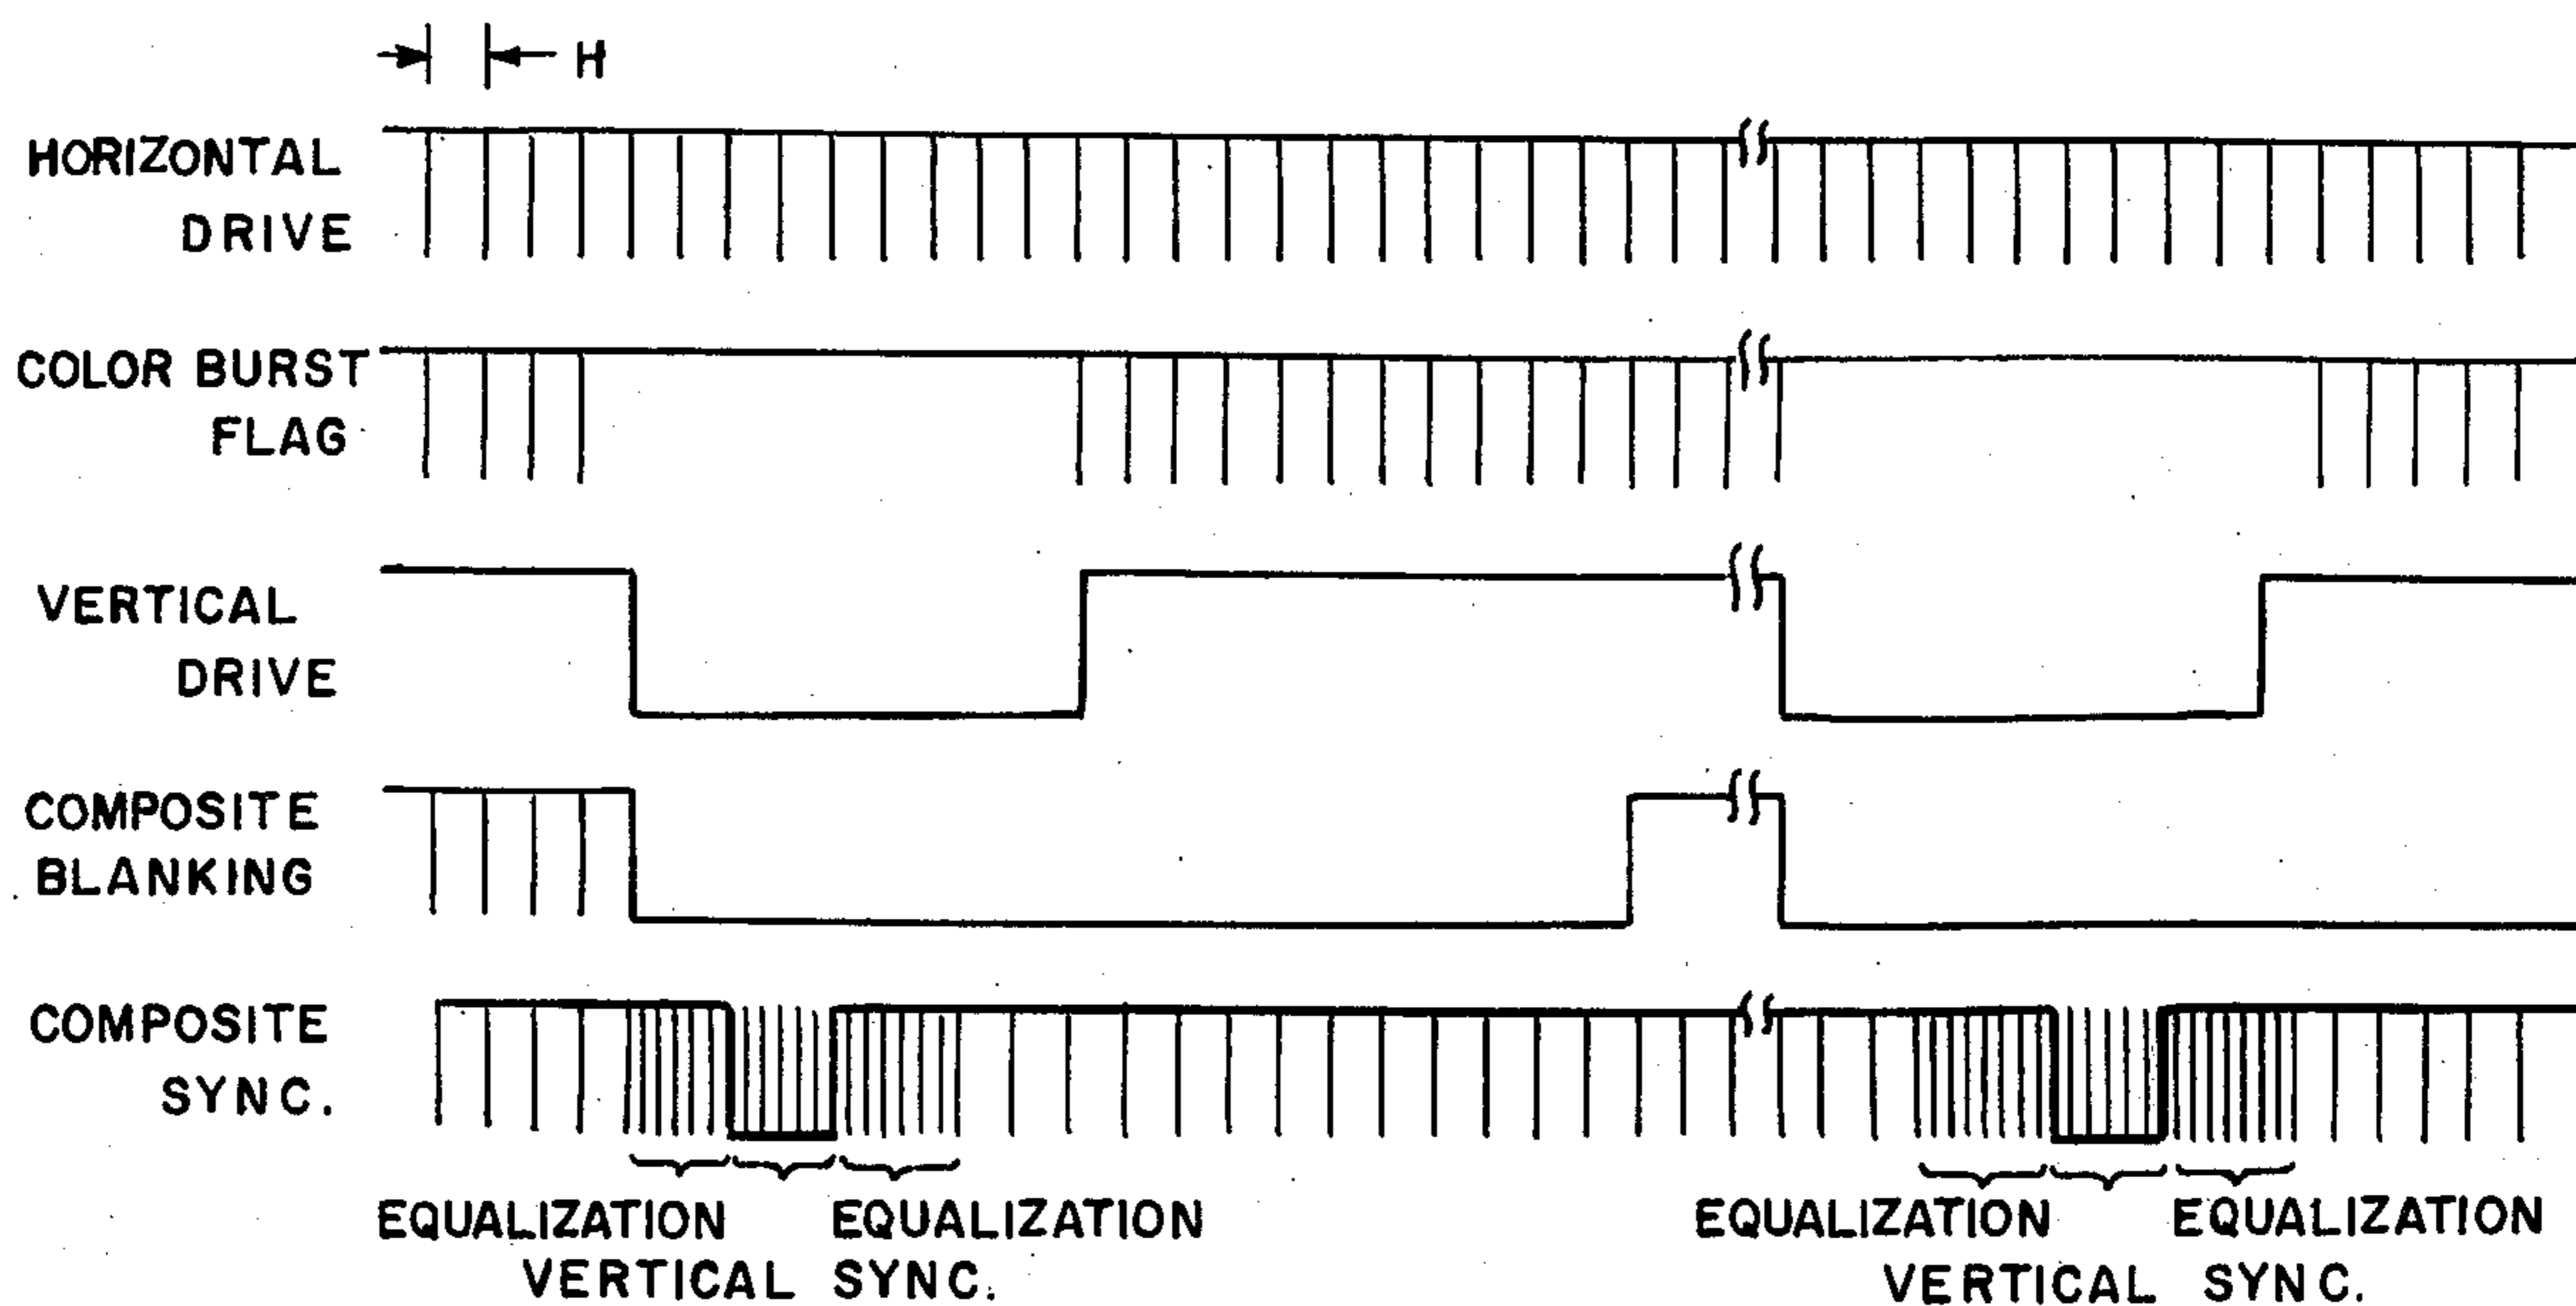 H
HORIZONTAL
DRIVE
COLOR BURST
FLAG
VERTICAL
DRIVE
COMPOSITE
BLANKING
COMPOSITE
SYNC.
EQUALIZATION EQUALIZATION EQUALIZATION EQUALIZATION
VERTICAL SYNC. VERTICAL SYNC.